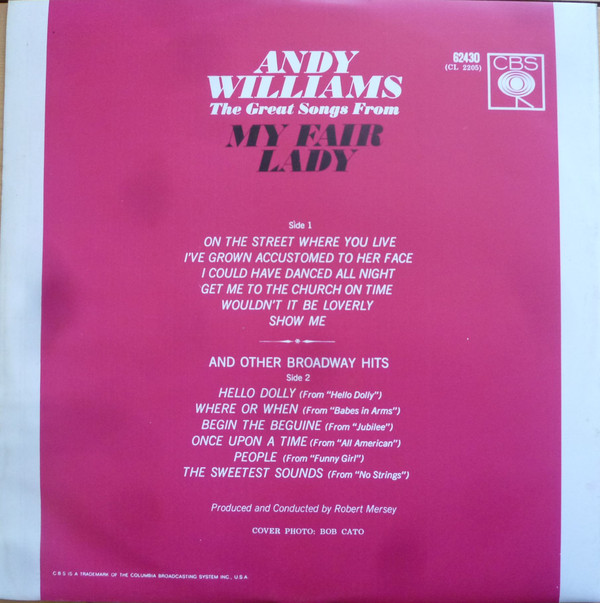 ANDY
WILLIAMS
The Great Songs From
MY FAIR
LADY
62430
(CL 2205)
CBS
Side 1
ON THE STREET WHERE YOU LIVE
I'VE GROWN ACCUSTOMED TO HER FACE
I COULD HAVE DANCED ALL NIGHT
GET ME TO THE CHURCH ON TIME
WOULDN'T IT BE LOVERLY
SHOW ME
AND OTHER BROADWAY HITS
Side 2
HELLO DOLLY (From "Hello Dolly")
WHERE OR WHEN (From "Babes in Arms")
BEGIN THE BEGUINE (From "Jubilee")
ONCE UPON A TIME (From "All American")
PEOPLE (From "Funny Girl")
THE SWEETEST SOUNDS (From "No Strings")
Produced and Conducted by Robert Mersey
COVER PHOTO: BOB CATO
CBS IS A TRADEMARK OF THE COLUMBIA BROADCASTING SYSTEM INC., U.S.A